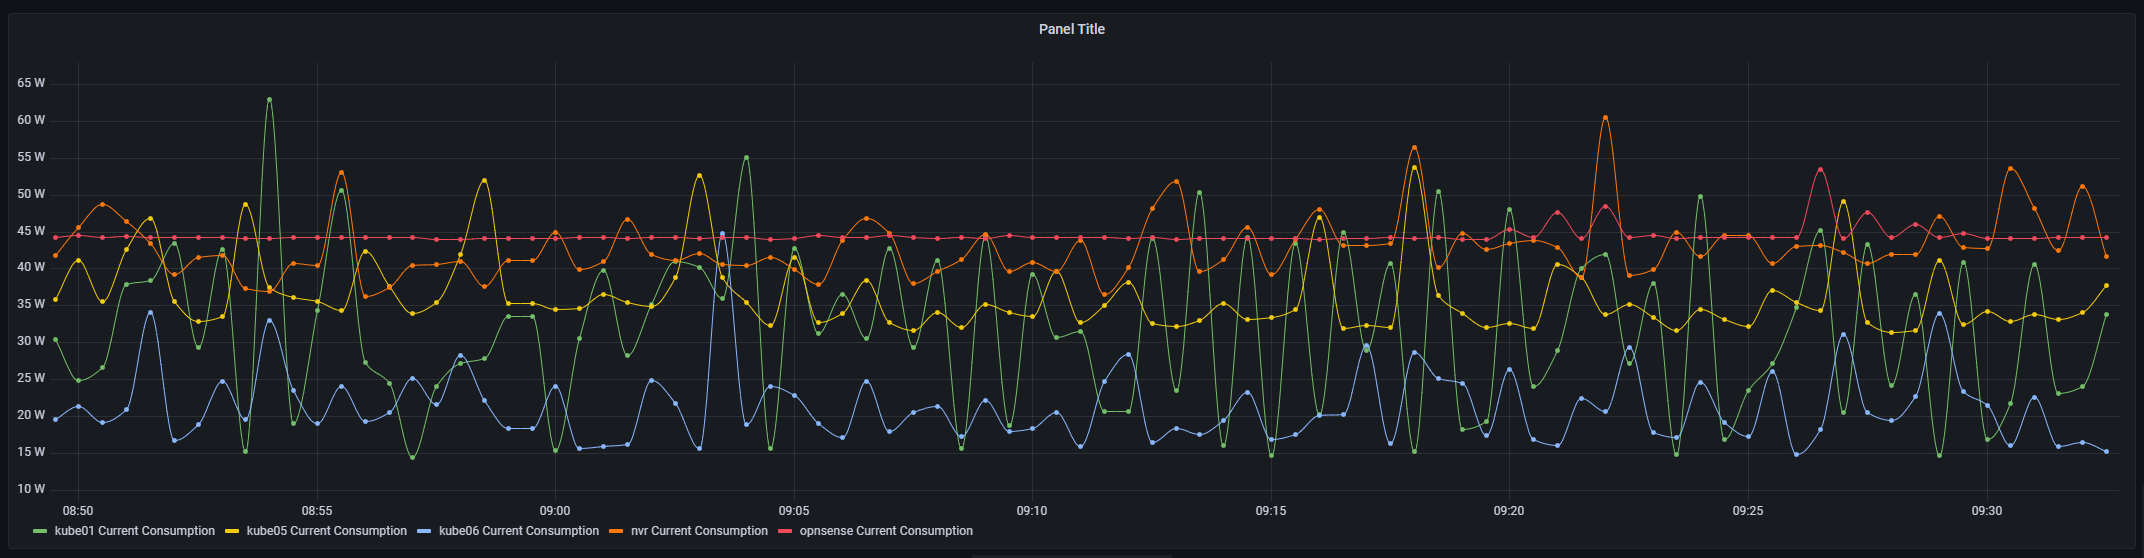 Panel Title
65 W
60 W
55 W
50 W
45 W
40 W
35 W
30 W
25 W
20 W
15 W
10 W
08:50 08:55 09:00 09:05 09:10 09:15 09:20 09:25 09:30
kube01 Current Consumption kube05 Current Consumption kube06 Current Consumption nvr Current Consumption opnsense Current Consumption